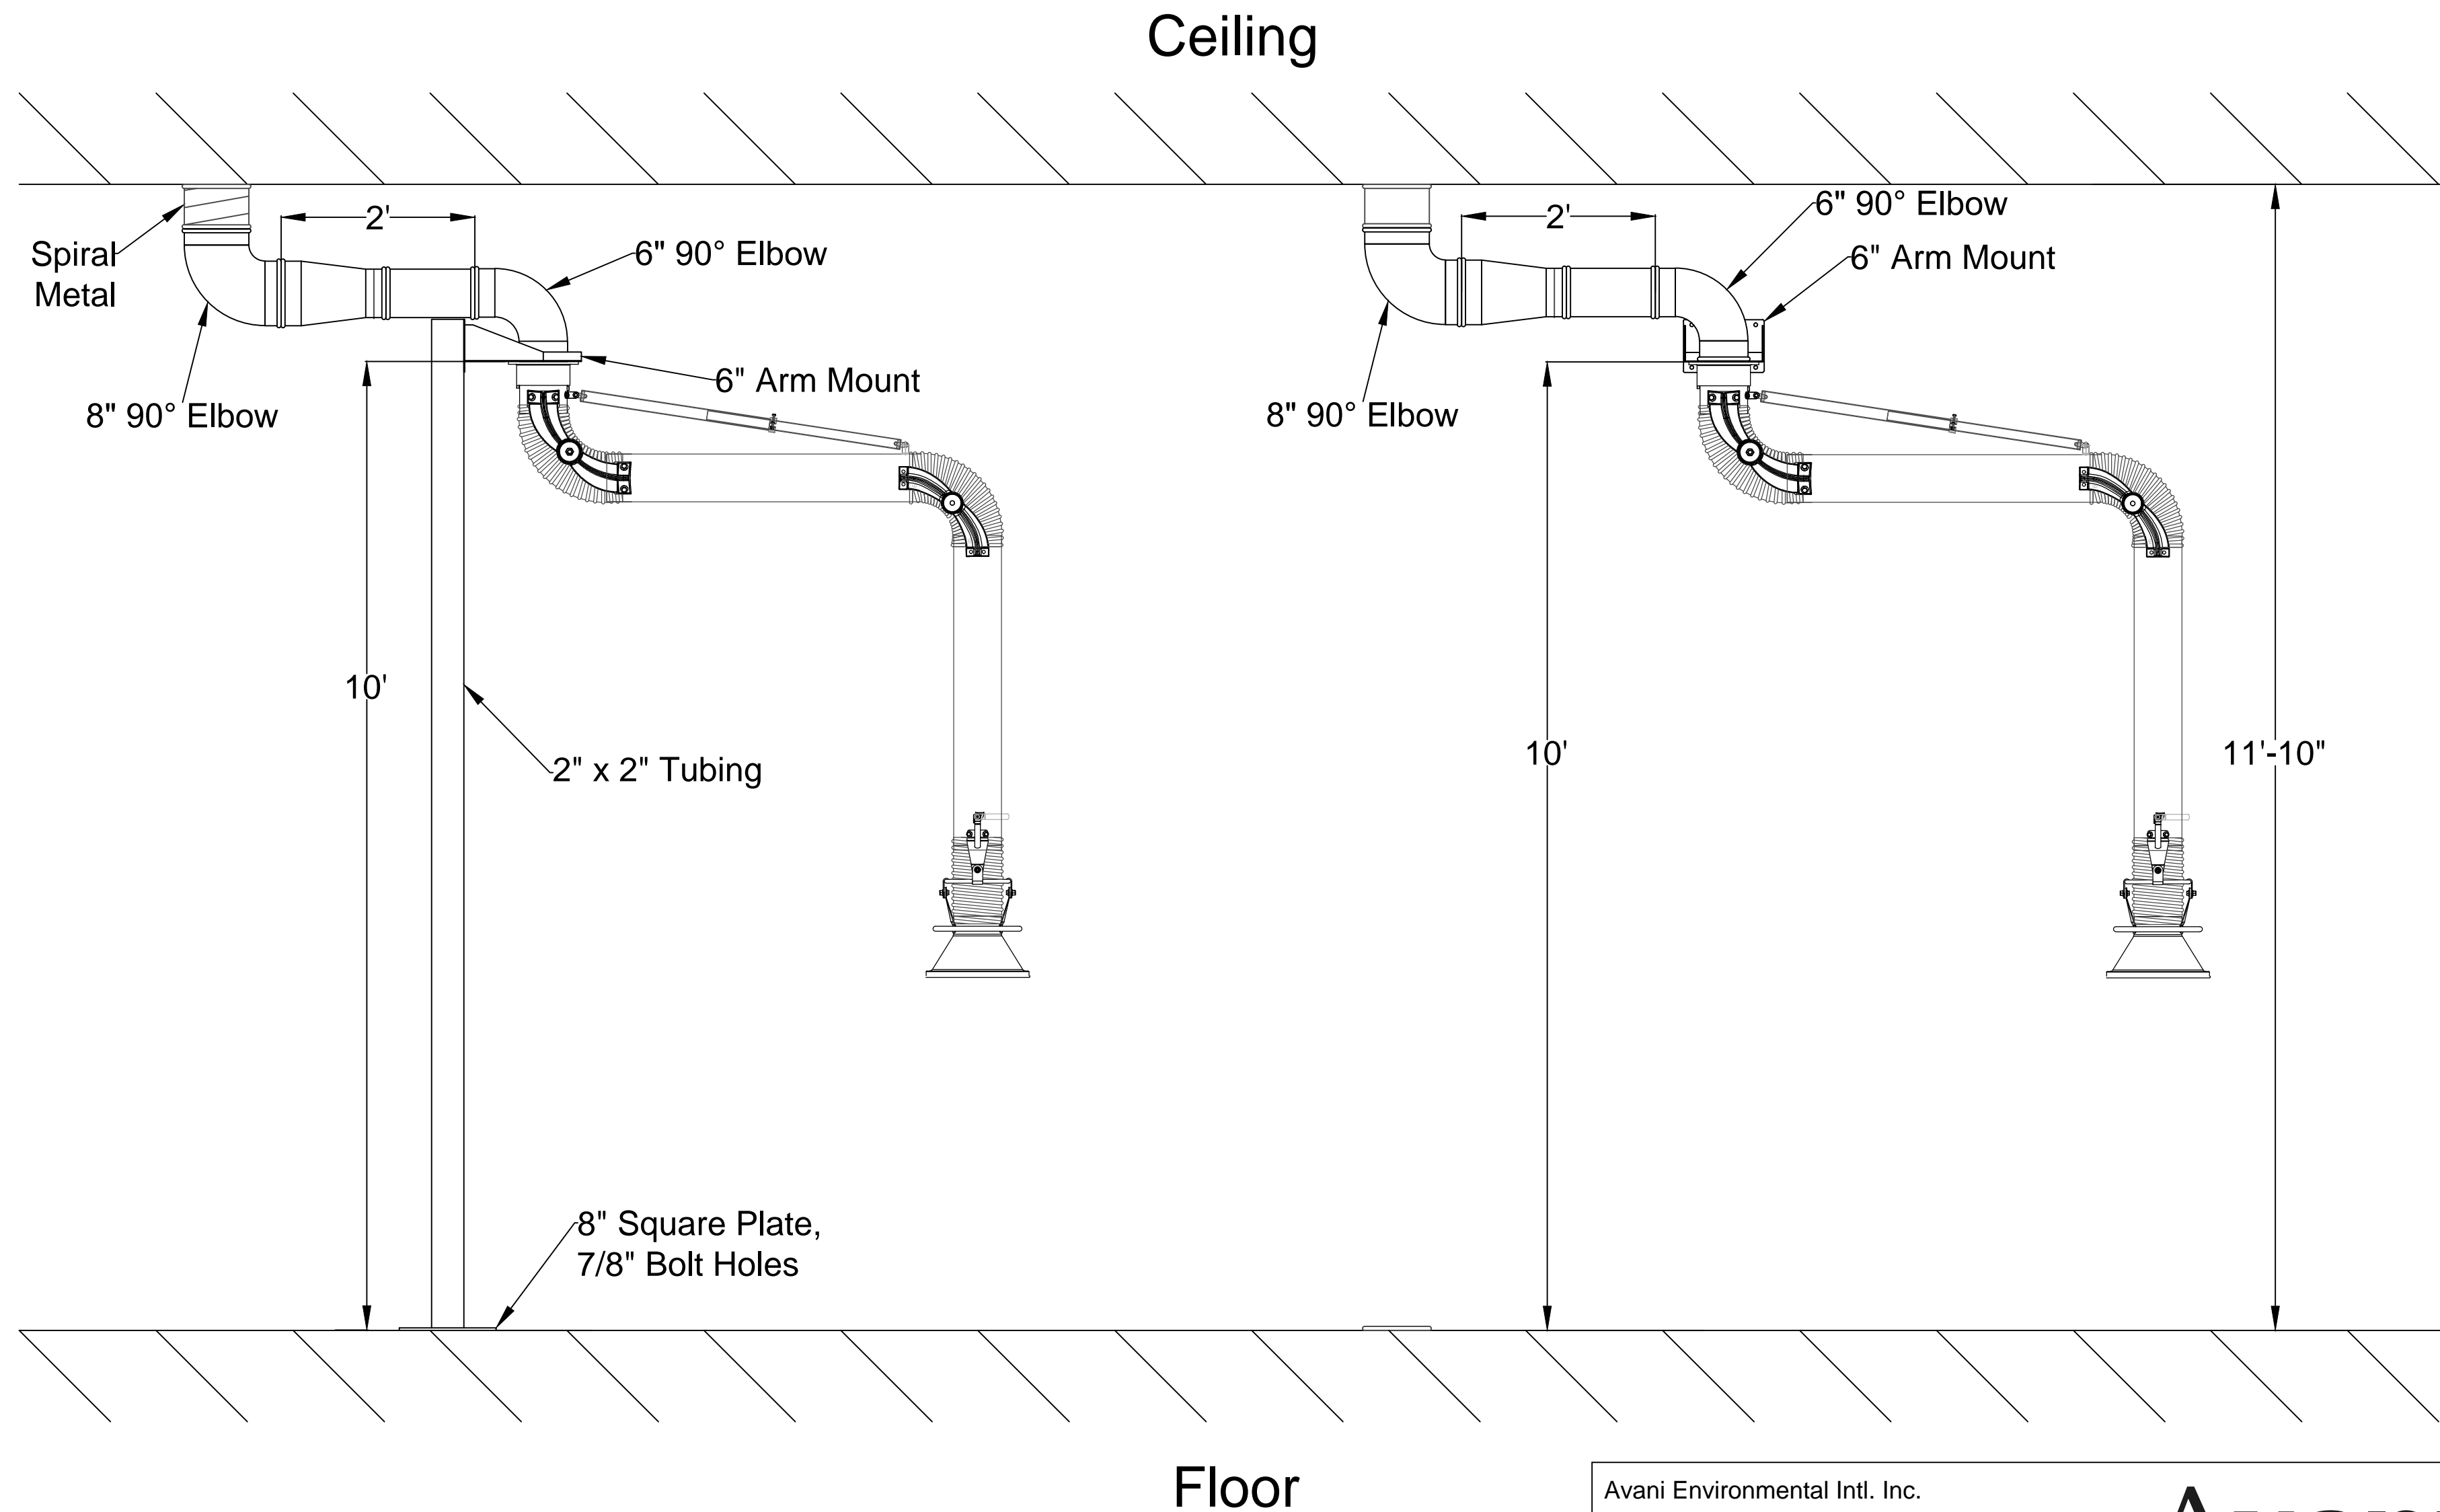 Ceiling
2'
2'
6" 90° Elbow
Spiral
Metal
6" 90° Elbow
6" Arm Mount
6" Arm Mount
8" 90° Elbow
8" 90° Elbow
10'
10'
11'-10"
2" x 2" Tubing
8" Square Plate,
7/8" Bolt Holes
Floor
Avani Environmental Intl. Inc.